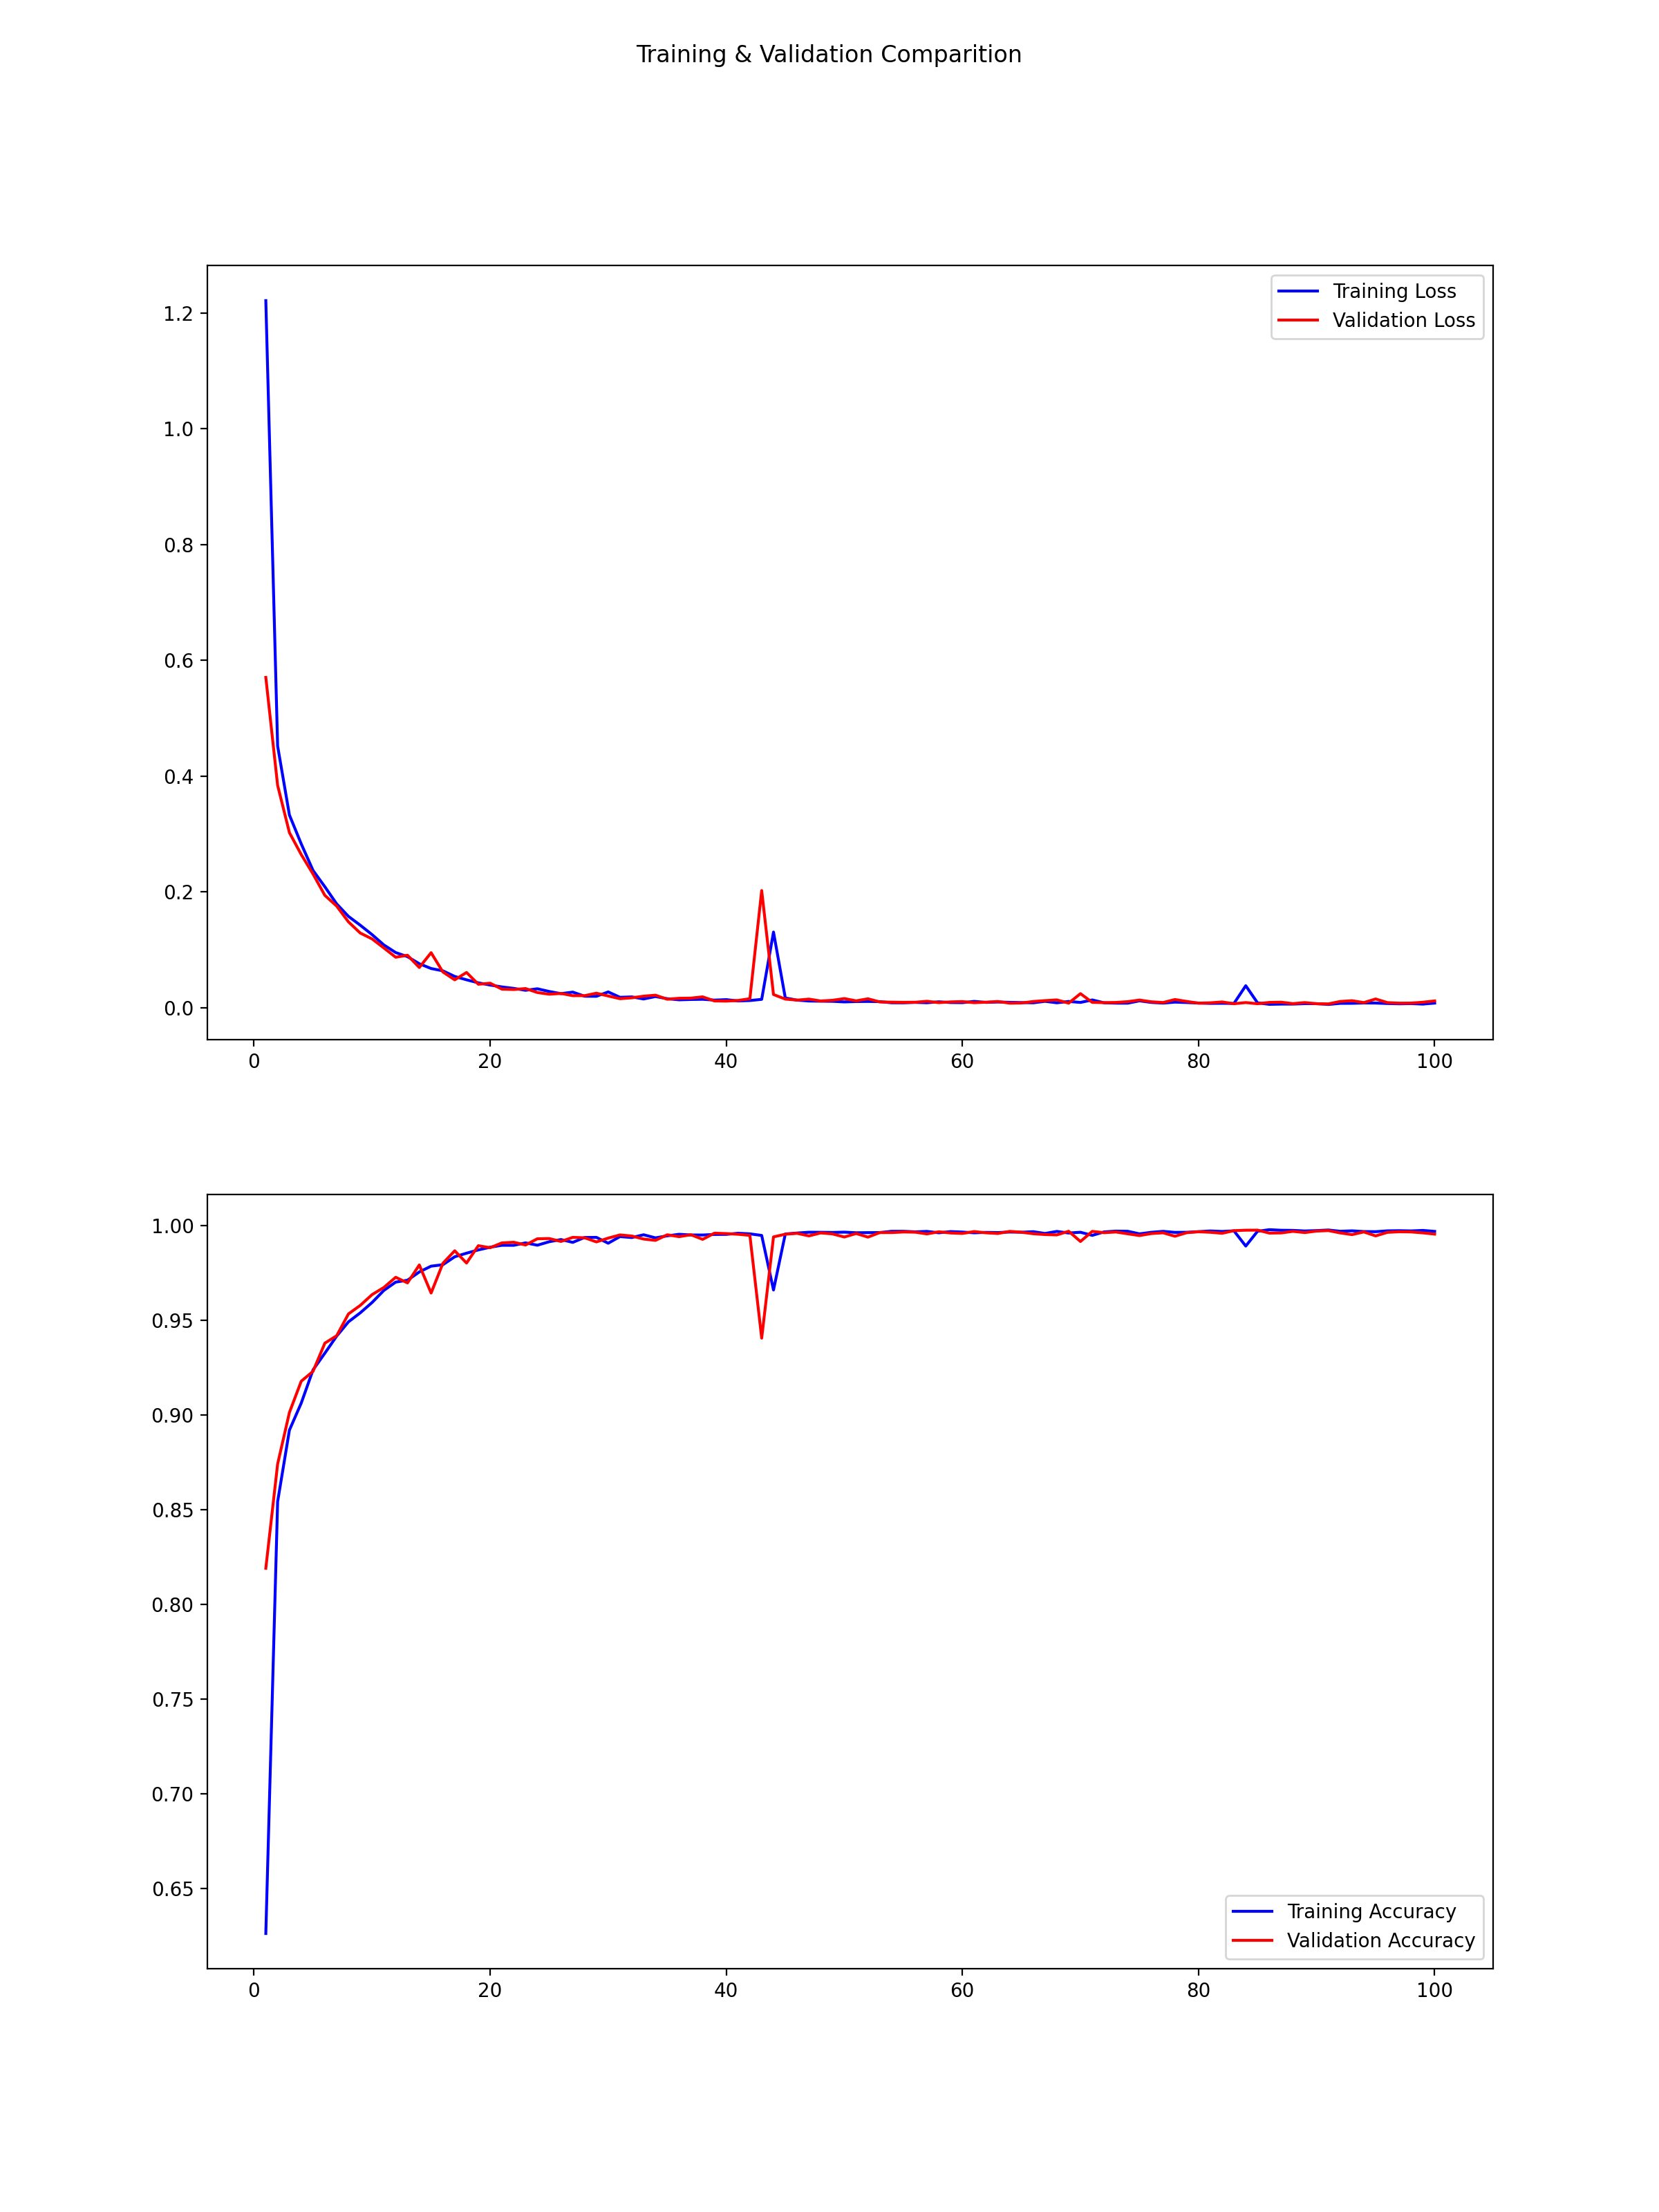 Training & Validation Comparition
Training Loss
Validation Loss
1.2
1.0
0.8
0.6
0.4
0.2
0.0
0 20 40 60 80 100
1.00
0.95
0.90
0.85
0.80
0.75
0.70
0.65
Training Accuracy
Validation Accuracy
0 20 40 60 80 100